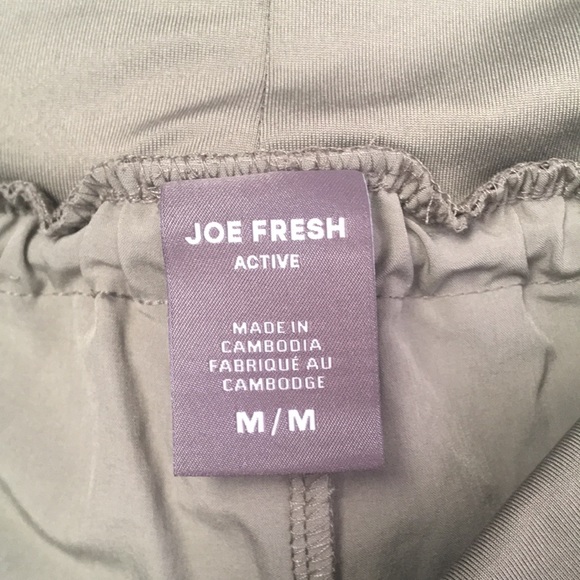 JOE FRESH
ACTIVE
MADE IN
CAMBODIA
FABRIQUÉ AU
CAMBODGE
M/M